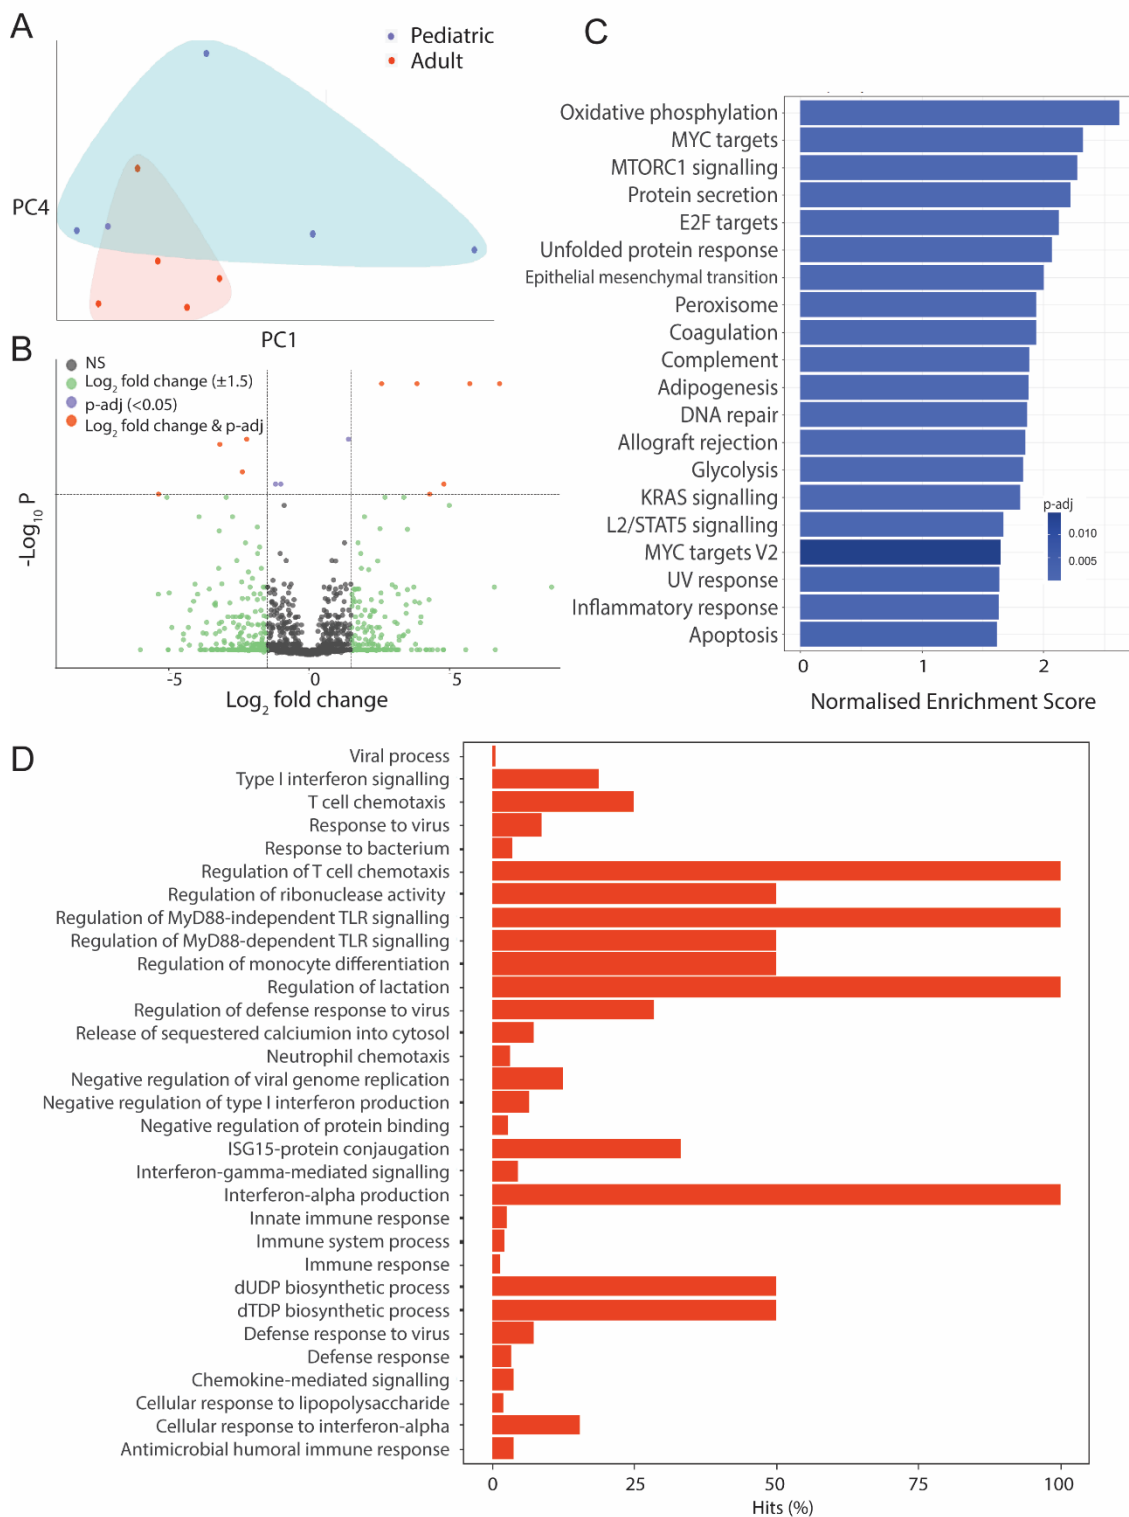 A
Pediatric
Adult
PC4
PC1
B
NS
Log2 fold change (±1.5)
p-adj (<0.05)
Log2 fold change & p-adj
-Log10 P
-5
0
5
Log2 fold change
C
Oxidative phosphorylation
MYC targets
MTORC1 signalling
Protein secretion
E2F targets
Unfolded protein response
Epithelial mesenchymal transition
Peroxisome
Coagulation
Complement
Adipogenesis
DNA repair
Allograft rejection
Glycolysis
KRAS signalling
L2/STAT5 signalling
MYC targets V2
UV response
Inflammatory response
Apoptosis
p-adj
0.010
0.005
0
1
2
Normalised Enrichment Score
D
Viral process
Type I interferon signalling
T cell chemotaxis
Response to virus
Response to bacterium
Regulation of T cell chemotaxis
Regulation of ribonuclease activity
Regulation of MyD88-independent TLR signalling
Regulation of MyD88-dependent TLR signalling
Regulation of monocyte differentiation
Regulation of lactation
Regulation of defense response to virus
Release of sequestered calciumion into cytosol
Neutrophil chemotaxis
Negative regulation of viral genome replication
Negative regulation of type I interferon production
Negative regulation of protein binding
ISG15-protein conjaugation
Interferon-gamma-mediated signalling
Interferon-alpha production
Innate immune response
Immune system process
Immune response
dUDP biosynthetic process
dTDP biosynthetic process
Defense response to virus
Defense response
Chemokine-mediated signalling
Cellular response to lipopolysaccharide
Cellular response to interferon-alpha
Antimicrobial humoral immune response
0
25
50
75
100
Hits (%)